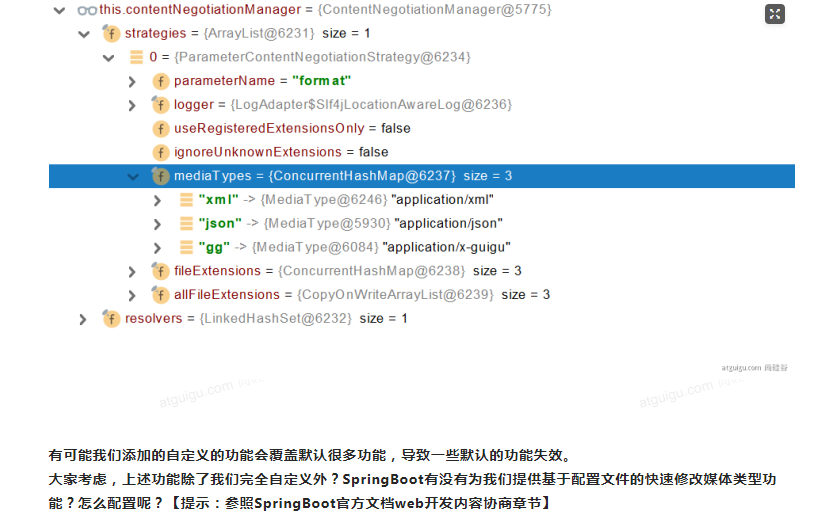 this.contentNegotiationManager = {ContentNegotiationManager@5775}
strategies = {ArrayList@6231} size = 1
0 = {ParameterContentNegotiationStrategy@6234}
parameterName = "format"
logger = {LogAdapter$Slf4jLocationAwareLog@6236}
useRegisteredExtensionsOnly = false
ignoreUnknownExtensions = false
mediaTypes = {ConcurrentHashMap@6237} size = 3
"xml" -> {MediaType@6246} "application/xml"
"json" -> {MediaType@5930} "application/json"
"gg" -> {MediaType@6084} "application/x-guigu"
fileExtensions = {ConcurrentHashMap@6238} size = 3
allFileExtensions = {CopyOnWriteArrayList@6239} size = 3
resolvers = {LinkedHashSet@6232} size = 1
atguigu.com 尚硅谷
atguigu.com
atguigu.com
有可能我们添加的自定义的功能会覆盖默认很多功能，导致一些默认的功能失效。
大家考虑，上述功能除了我们完全自定义外？SpringBoot有没有为我们提供基于配置文件的快速修改媒体类型功
能？怎么配置呢？【提示：参照SpringBoot官方文档web开发内容协商章节】